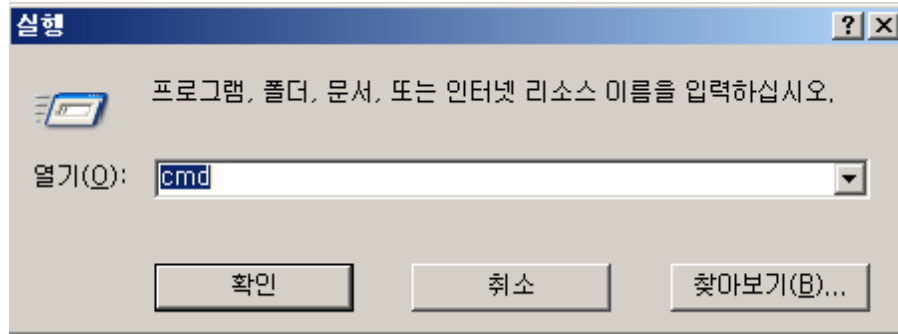 실행
프로그램, 폴더, 문서, 또는 인터넷 리소스 이름을 입력하십시오.
열기(O): cmd
확인 취소 찾아보기(B)...